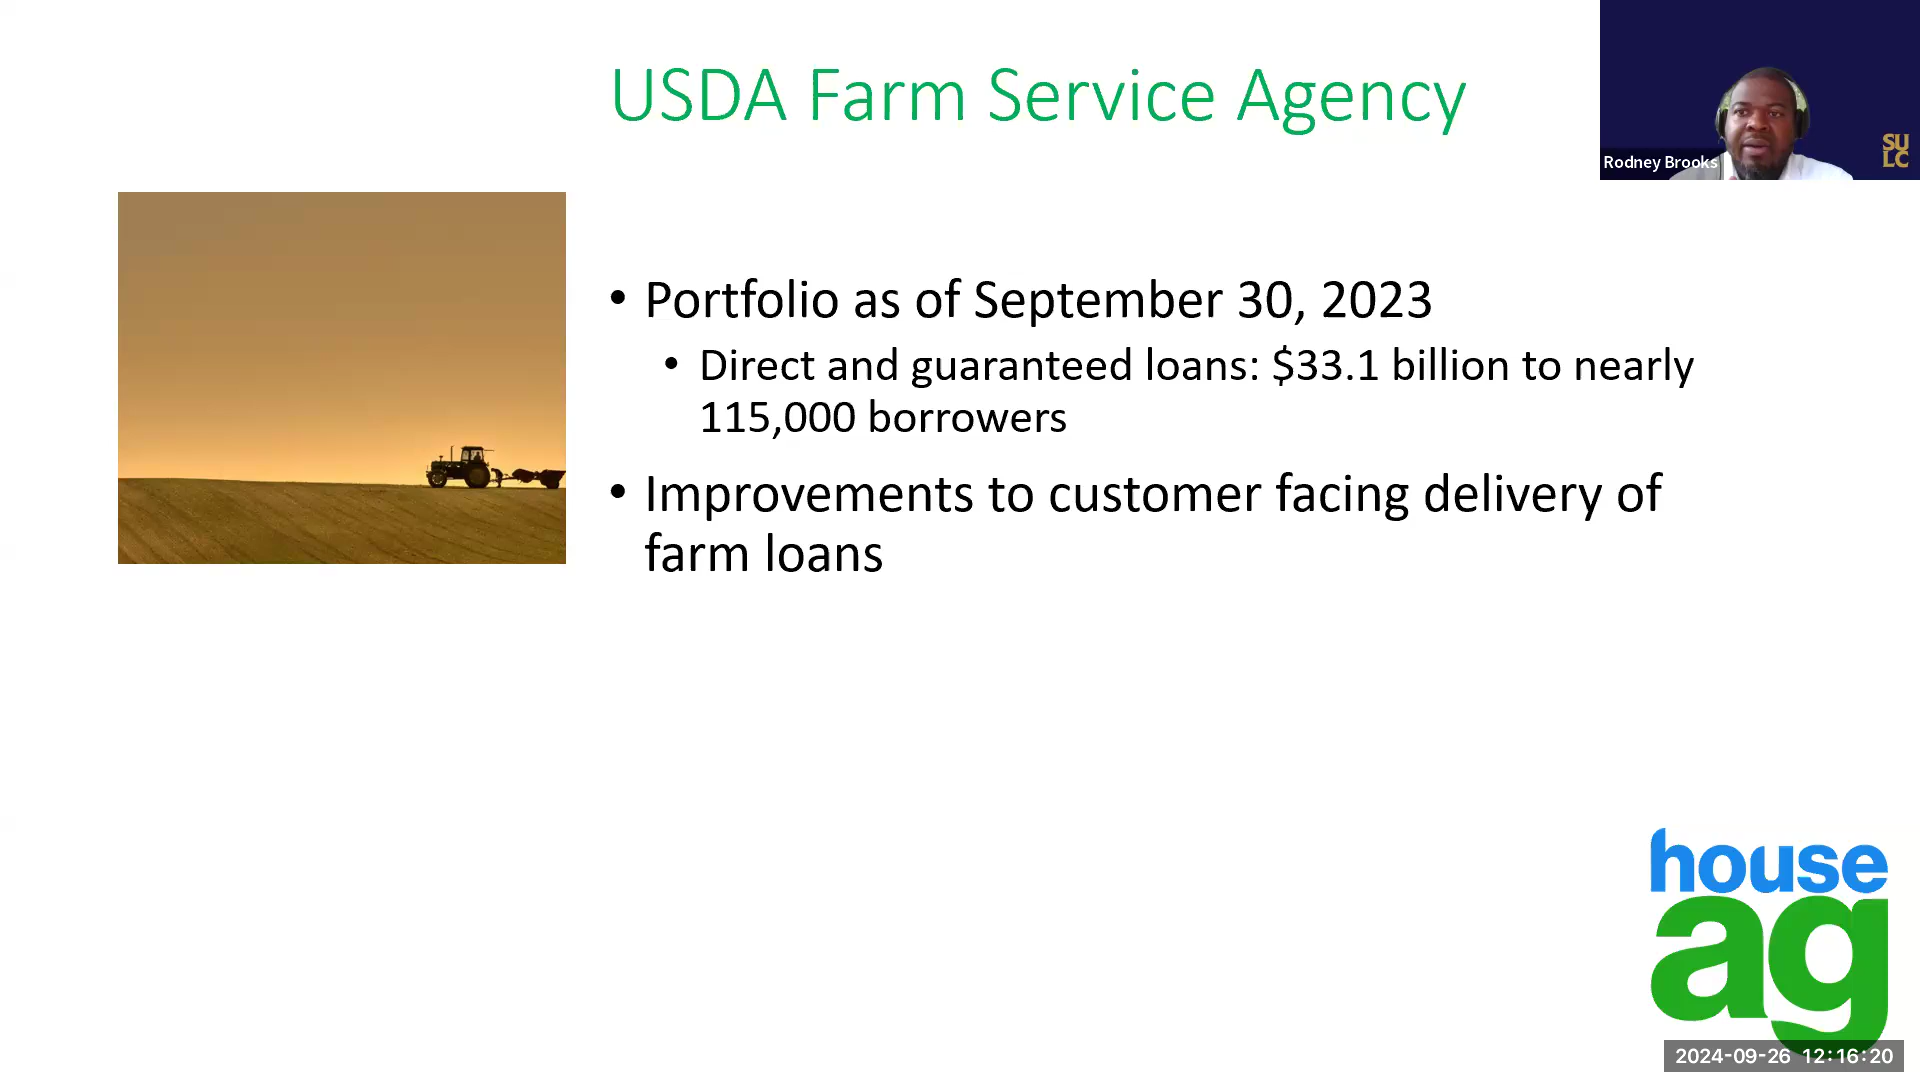 USDA Farm Service Agency
Rodney Brooks
SU
LC
• Portfolio as of September 30, 2023
• Direct and guaranteed loans: $33.1 billion to nearly
115,000 borrowers
• Improvements to customer facing delivery of
farm loans
house
ag
2024-09-26 12:16:20